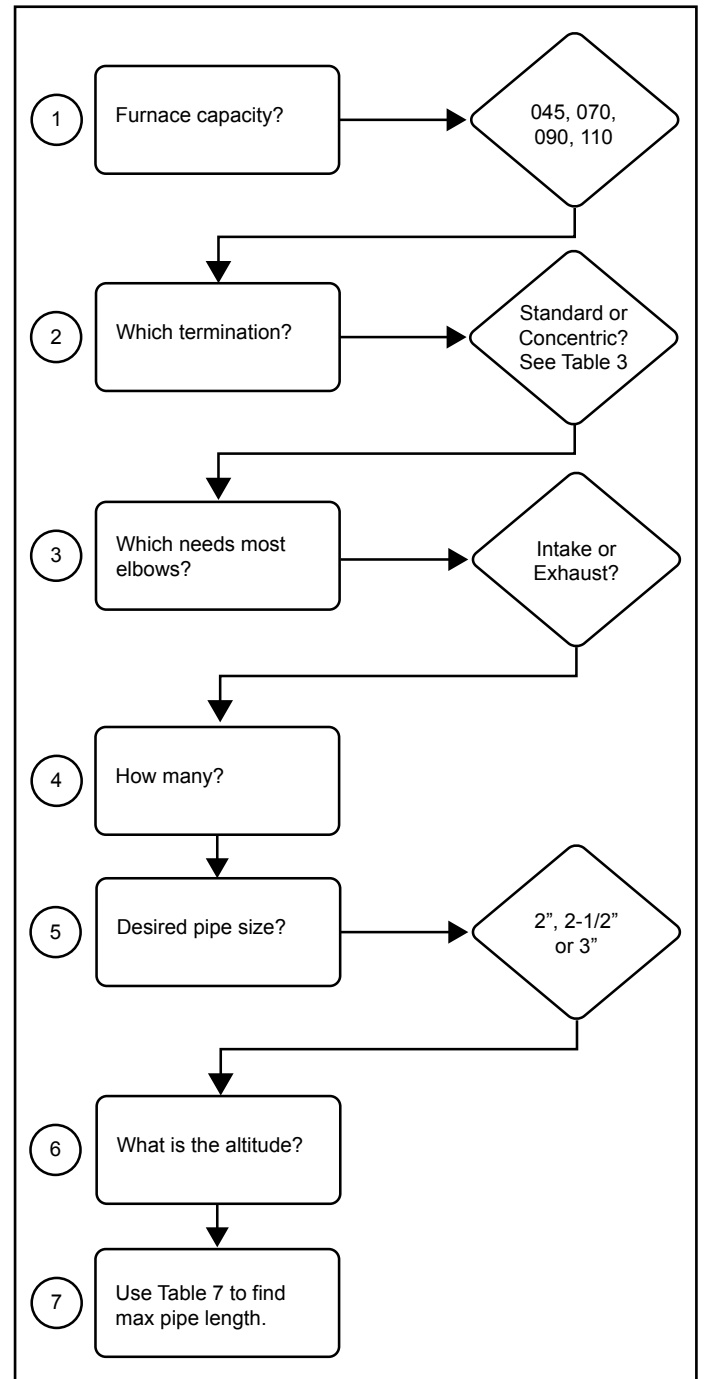 1
Furnace capacity?
045, 070,
090, 110
2
Which termination?
Standard or
Concentric?
See Table 3
3
Which needs most
elbows?
Intake or
Exhaust?
4
How many?
5
Desired pipe size?
2”, 2-1/2”
or 3”
6
What is the altitude?
7
Use Table 7 to find
max pipe length.